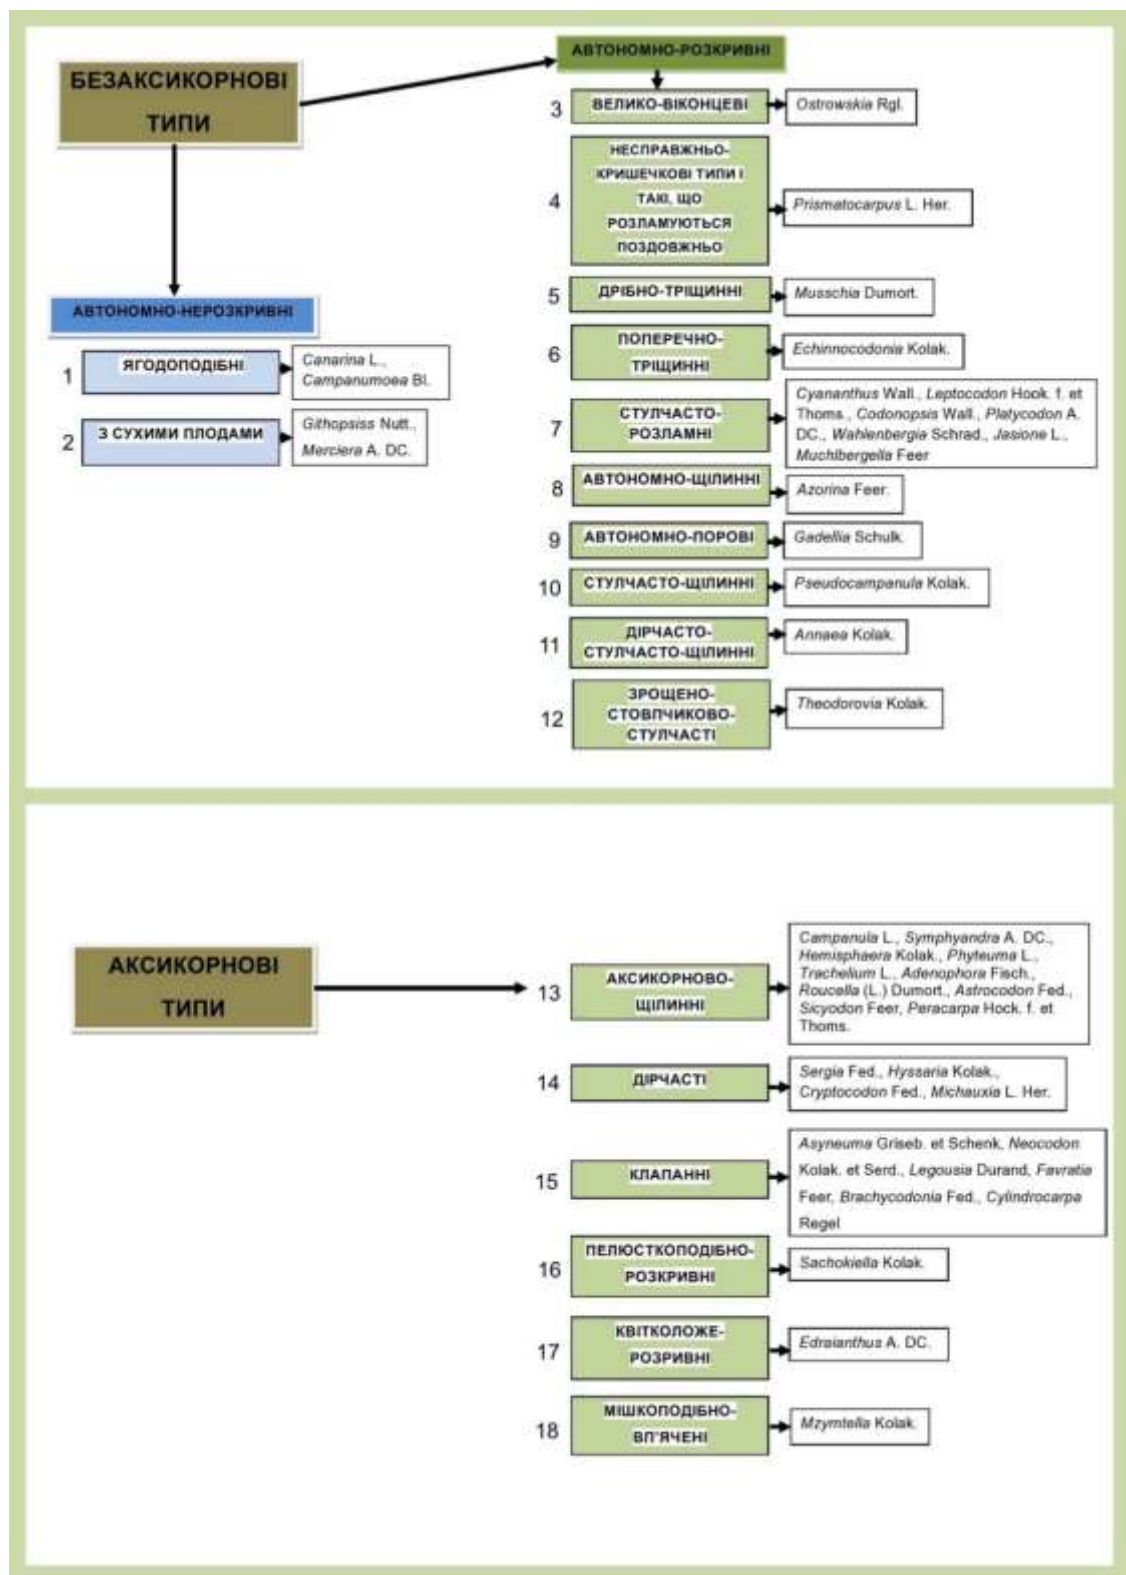 БЕЗАКСИКОРНОВІ
ТИПИ
АВТОНОМНО-НЕРОЗКРИВНІ
1
ЯГОДОПОДІБНІ
Canarina L.,
Campanumoea Bl.
2
З СУХИМИ ПЛОДАМИ
Githopsiss Nutt.,
Merciera A. DC.
АВТОНОМНО-РОЗКРИВНІ
3
ВЕЛИКО-ВІКОНЦЕВІ
Ostrowskia Rgl.
4
НЕСПРАВЖНЬО-
КРИШЕЧКОВІ ТИПИ І
ТАКІ, ЩО
РОЗЛАМУЮТЬСЯ
ПОЗДОВЖНЬО
Prismatocarpus L. Her.
5
ДРІБНО-ТРІЩИННІ
Musschia Dumort.
6
ПОПЕРЕЧНО-
ТРІЩИННІ
Echinnocodonia Kolak.
7
СТУЛЧАСТО-
РОЗЛАМНІ
Cyananthus Wall., Leptocodon Hook. f. et
Thoms., Codonopsis Wall., Platycodon A.
DC., Wahlenbergia Schrad., Jasione L.,
Muchlbergella Feer
8
АВТОНОМНО-ЩІЛИННІ
Azorina Feer.
9
АВТОНОМНО-ПОРОВІ
Gadellia Schulk.
10
СТУЛЧАСТО-ЩІЛИННІ
Pseudocampanula Kolak.
11
ДІРЧАСТО-
СТУЛЧАСТО-ЩІЛИННІ
Annaea Kolak.
12
ЗРОЩЕНО-
СТОВПЧИКОВО-
СТУЛЧАСТІ
Theodorovia Kolak.
АКСИКОРНОВІ
ТИПИ
13
АКСИКОРНОВО-
ЩІЛИННІ
Campanula L., Symphyandra A. DC.,
Hemisphaera Kolak., Phyteuma L.,
Trachelium L., Adenophora Fisch.,
Roucella (L.) Dumort., Astrocodon Fed.,
Sicyodon Feer, Peracarpa Hock. f. et
Thoms.
14
ДІРЧАСТІ
Sergia Fed., Hyssaria Kolak.,
Cryptocodon Fed., Michauxia L. Her.
15
КЛАПАННІ
Asyneuma Griseb. et Schenk, Neocodon
Kolak. et Serd., Legousia Durand, Favratia
Feer, Brachycodonia Fed., Cylindrocarpa
Regel
16
ПЕЛЮСТКОПОДІБНО-
РОЗКРИВНІ
Sachokiella Kolak.
17
КВІТКОЛОЖЕ-
РОЗРИВНІ
Edraianthus A. DC.
18
МІШКОПОДІБНО-
ВП'ЯЧЕНІ
Mzymtella Kolak.